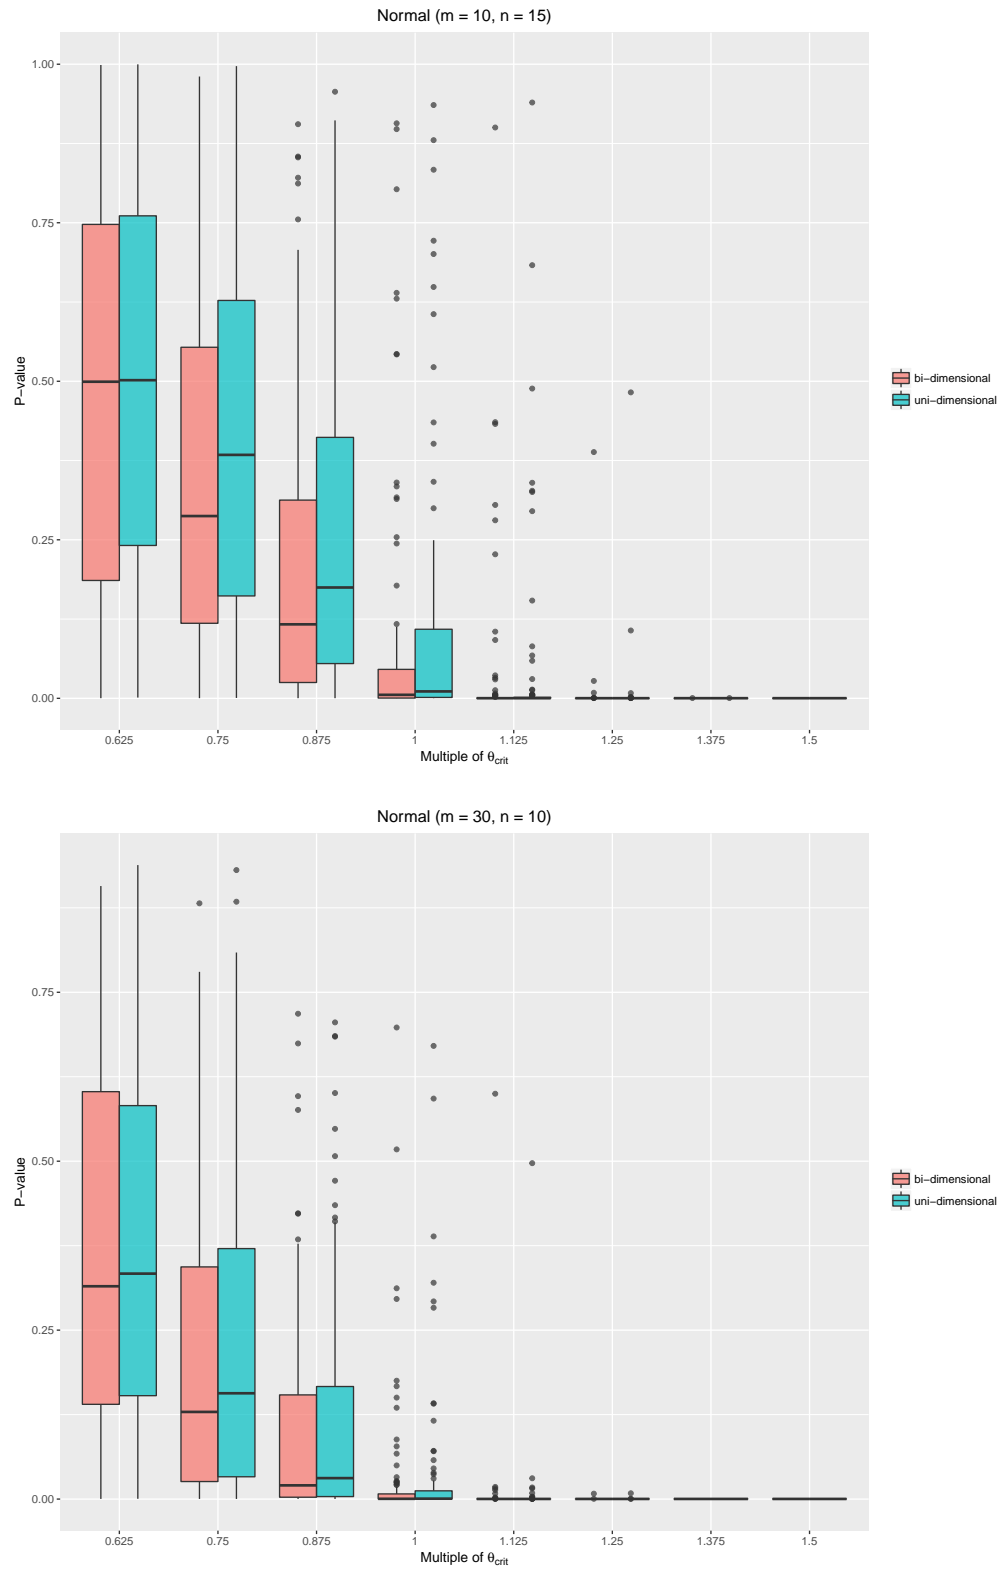 Normal (m = 10, n = 15)
1.00
0.75
0.50
0.25
0.00
P−value
0.625 0.75 0.875 1 1.125 1.25 1.375 1.5
Multiple of θcrit
bi−dimensional
uni−dimensional
Normal (m = 30, n = 10)
0.75
0.50
0.25
0.00
P−value
0.625 0.75 0.875 1 1.125 1.25 1.375 1.5
Multiple of θcrit
bi−dimensional
uni−dimensional